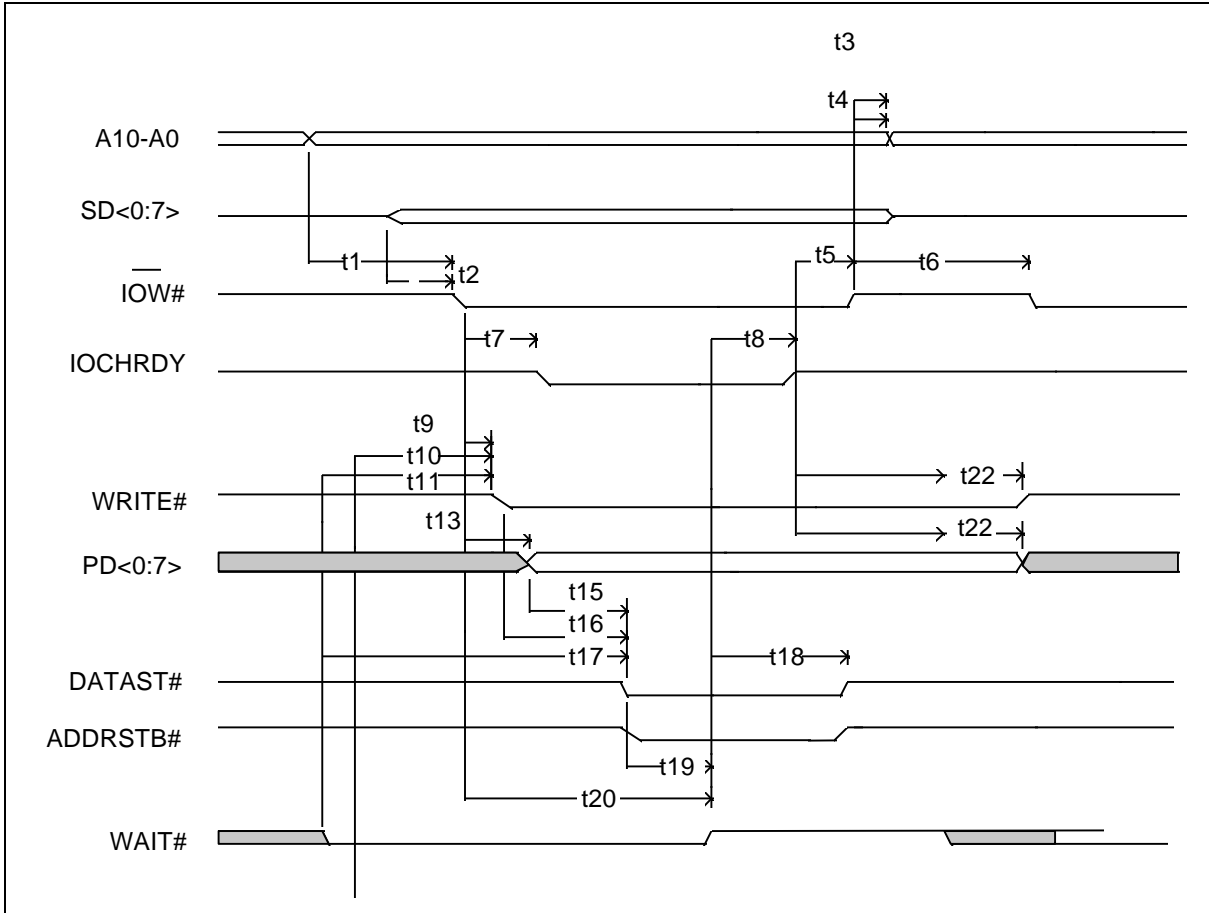 t3
t4
A10-A0
SD<0:7>
t1
t2
t5
t6
IOW#
t7
t8
IOCHRDY
t9
t10
t11
t22
WRITE#
t13
t22
PD<0:7>
t15
t16
t17
t18
DATAST#
ADDRSTB#
t19
t20
WAIT#